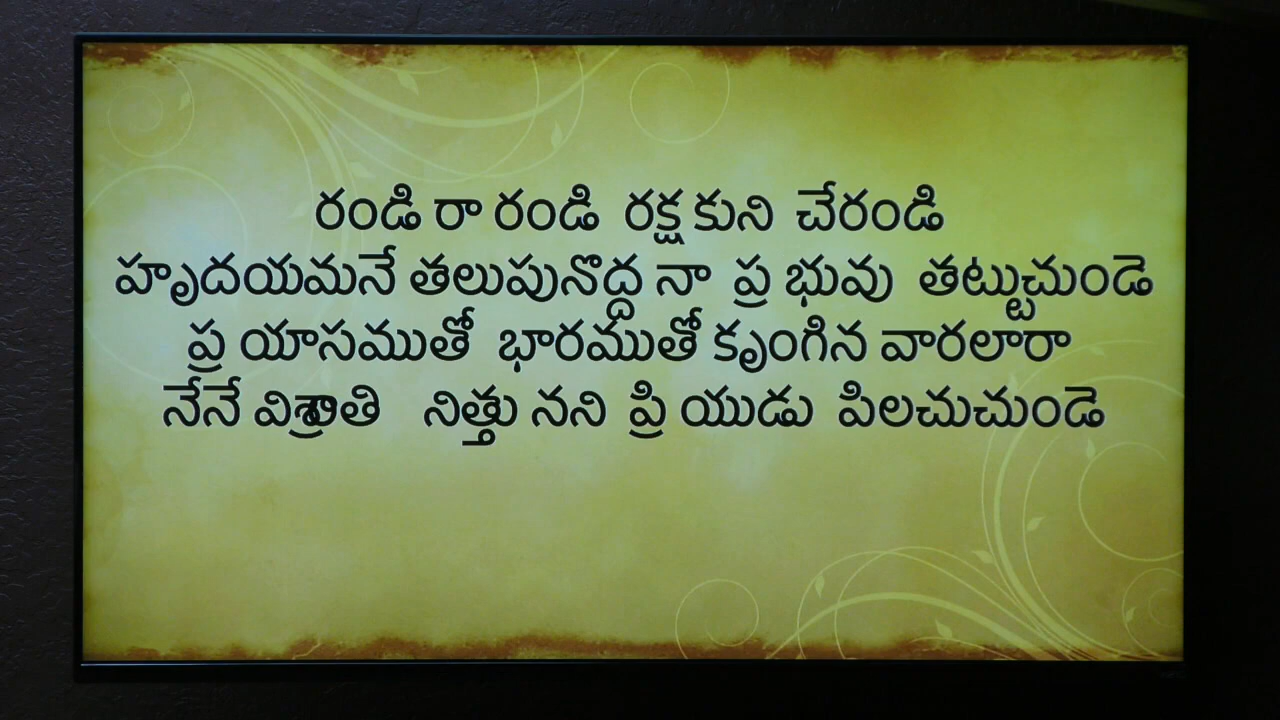 రండి రా రండి రక్షకుని చేరండి
హృదయమనే తలుపునొద్ద నా ప్రభువు తట్టుచుండె
ప్రయాసముతో భారముతో కృంగిన వారలారా
నేనే విశ్రాతి నిత్తు నని ప్రియుడు పిలచుచుండె